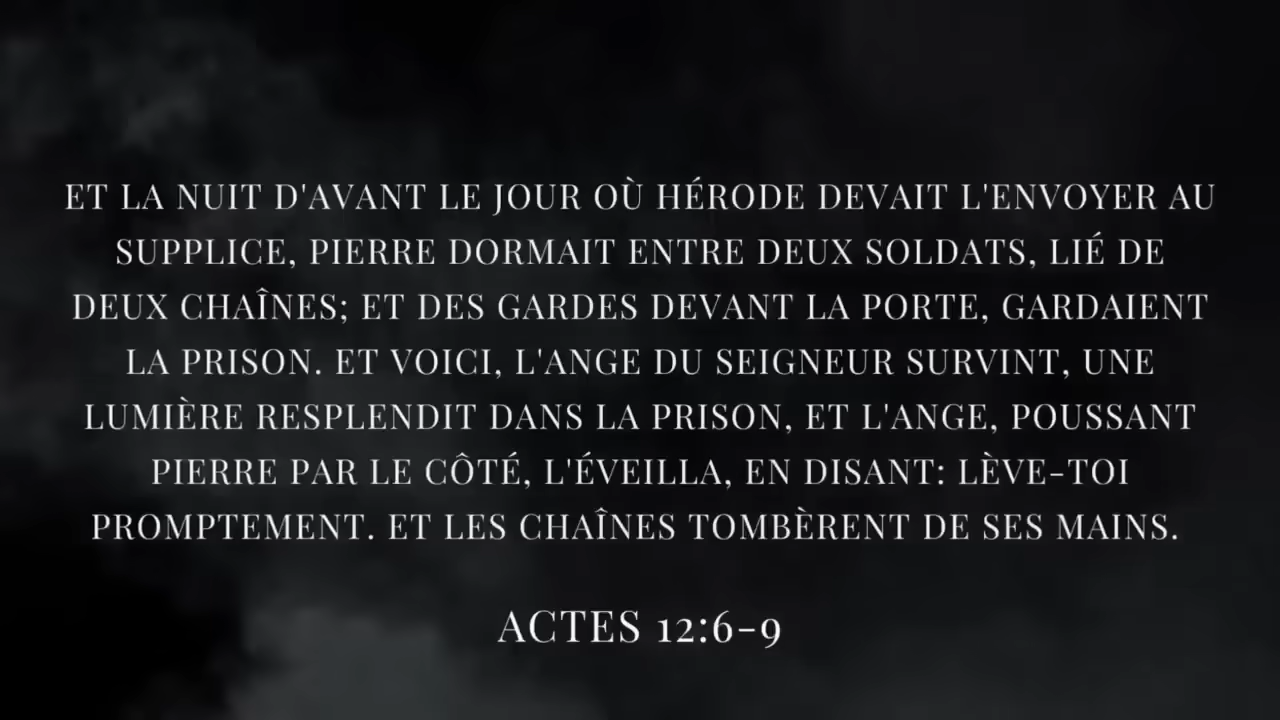 ET LA NUIT D'AVANT LE JOUR OÙ HÉRODE DEVAIT L'ENVOYER AU
SUPPLICE, PIERRE DORMAIT ENTRE DEUX SOLDATS, LIÉ DE
DEUX CHAÎNES; ET DES GARDES DEVANT LA PORTE, GARDAIENT
LA PRISON. ET VOICI, L'ANGE DU SEIGNEUR SURVINT, UNE
LUMIÈRE RESPLENDIT DANS LA PRISON, ET L'ANGE, POUSSANT
PIERRE PAR LE CÔTÉ, L'ÉVEILLA, EN DISANT: LÈVE-TOI
PROMPTEMENT. ET LES CHAÎNES TOMBÈRENT DE SES MAINS.
ACTES 12:6-9